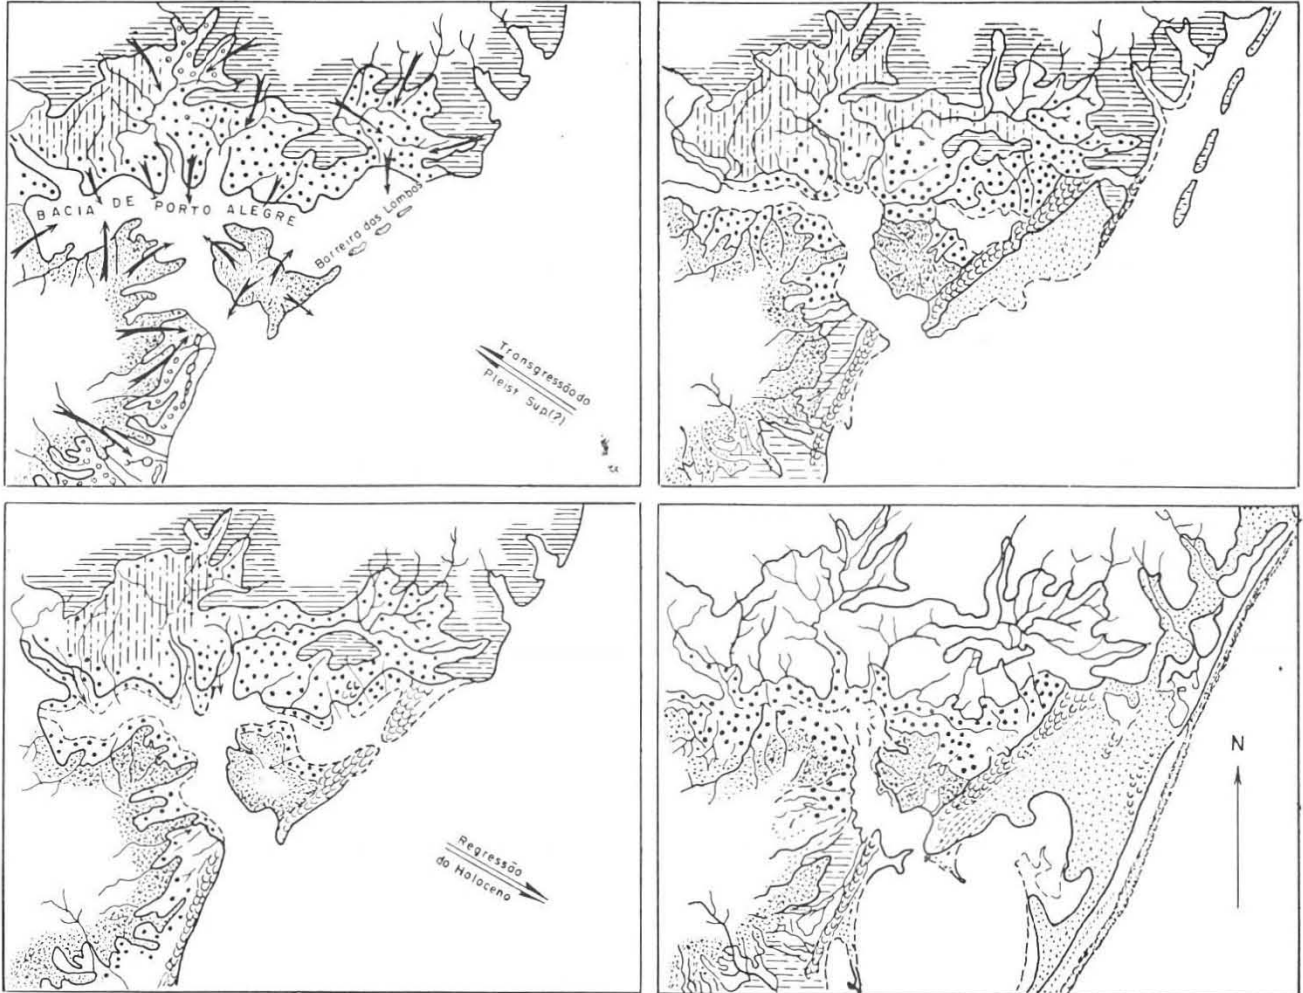 BACIA DE PORTO ALEGRE
Barreira das Lombas
Transgressão do
Pleist Sup(?)
Regressão
do Holoceno
N